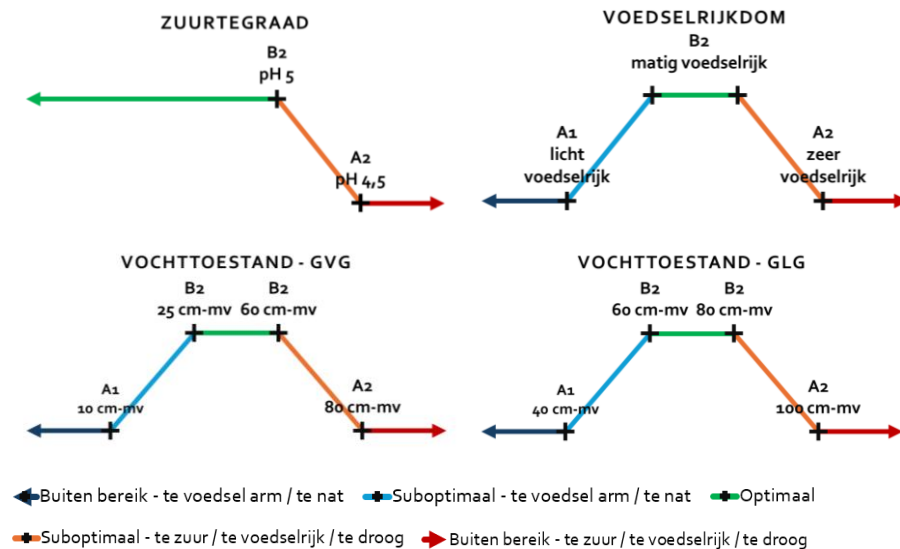 ZUURTEGRAAD
B2
pH 5
A2
pH 4,5
VOEDSELRIJKDOM
B2
matig voedselrijk
A1
licht
voedselrijk
A2
zeer
voedselrijk
VOCHTTOESTAND - GVG
B2 B2
25 cm-mv 60 cm-mv
A1
10 cm-mv
A2
80 cm-mv
VOCHTTOESTAND - GLG
B2 B2
60 cm-mv 80 cm-mv
A1
40 cm-mv
A2
100 cm-mv
Buiten bereik - te voedsel arm / te nat
Suboptimaal - te voedsel arm / te nat
Optimaal
Suboptimaal - te zuur / te voedselrijk / te droog
Buiten bereik - te zuur / te voedselrijk / te droog